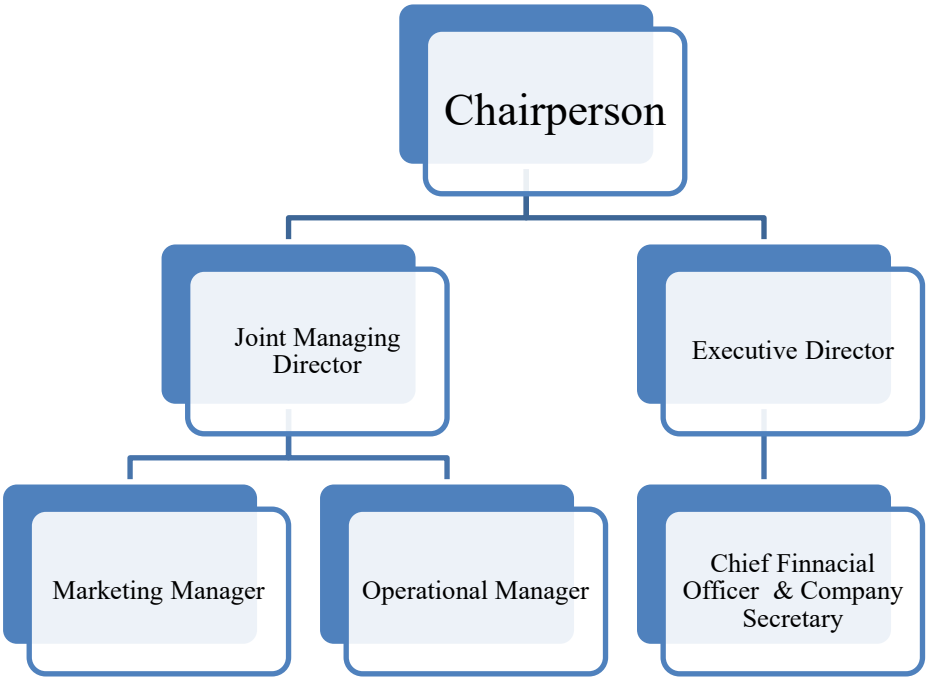 Chairperson
Joint Managing
Director
Executive Director
Marketing Manager
Operational Manager
Chief Finnacial
Officer  & Company
Secretary